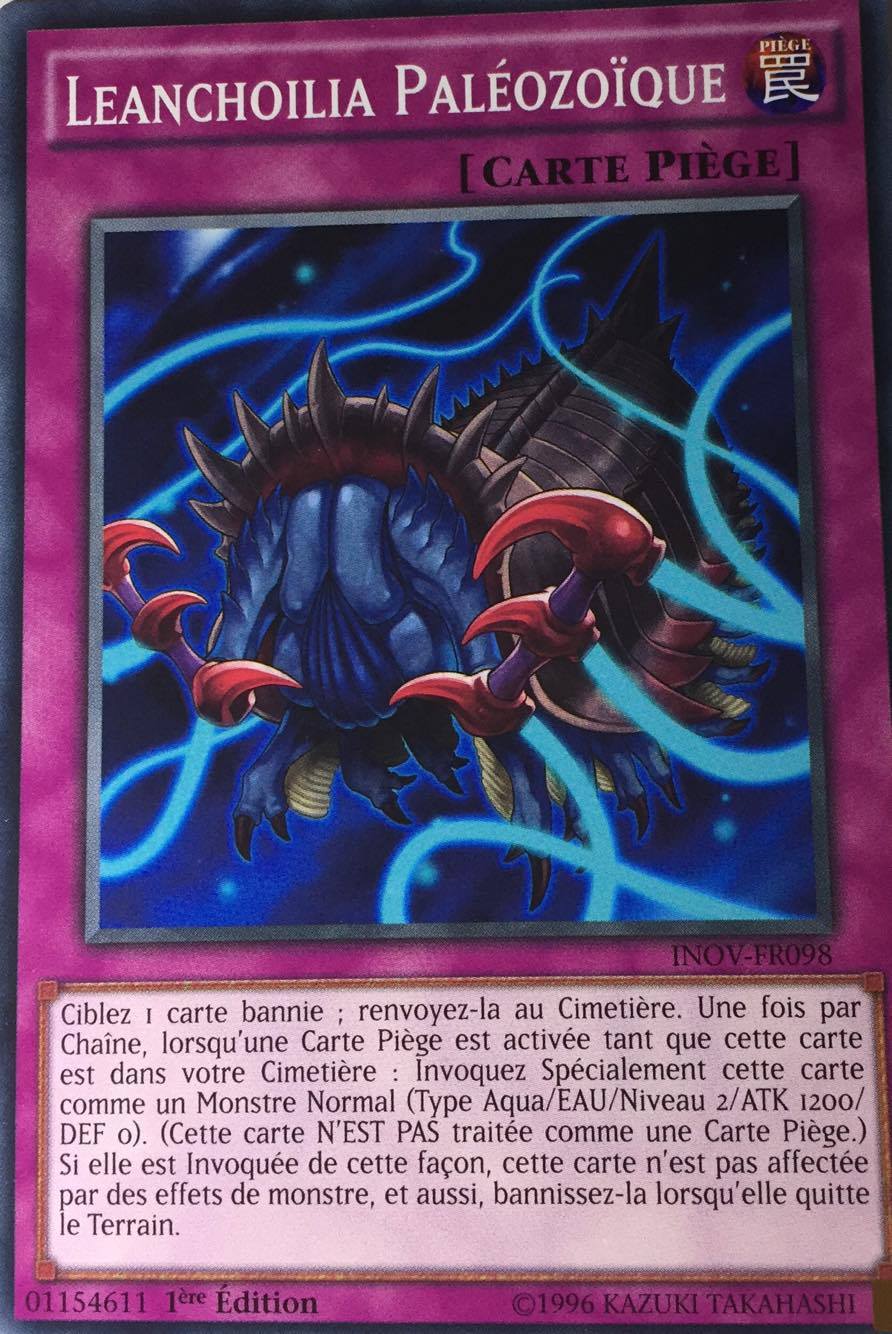 Leanchoilia Paléozoïque
PIÈGE
罠
[Carte Piège]
INOV-FR098
Ciblez 1 carte bannie ; renvoyez-la au Cimetière. Une fois par
Chaîne, lorsqu'une Carte Piège est activée tant que cette carte
est dans votre Cimetière : Invoquez Spécialement cette carte
comme un Monstre Normal (Type Aqua/EAU/Niveau 2/ATK 1200/
DEF 0). (Cette carte N'EST PAS traitée comme une Carte Piège.)
Si elle est Invoquée de cette façon, cette carte n'est pas affectée
par des effets de monstre, et aussi, bannissez-la lorsqu'elle quitte
le Terrain.
01154611 1ère Édition ©1996 KAZUKI TAKAHASHI